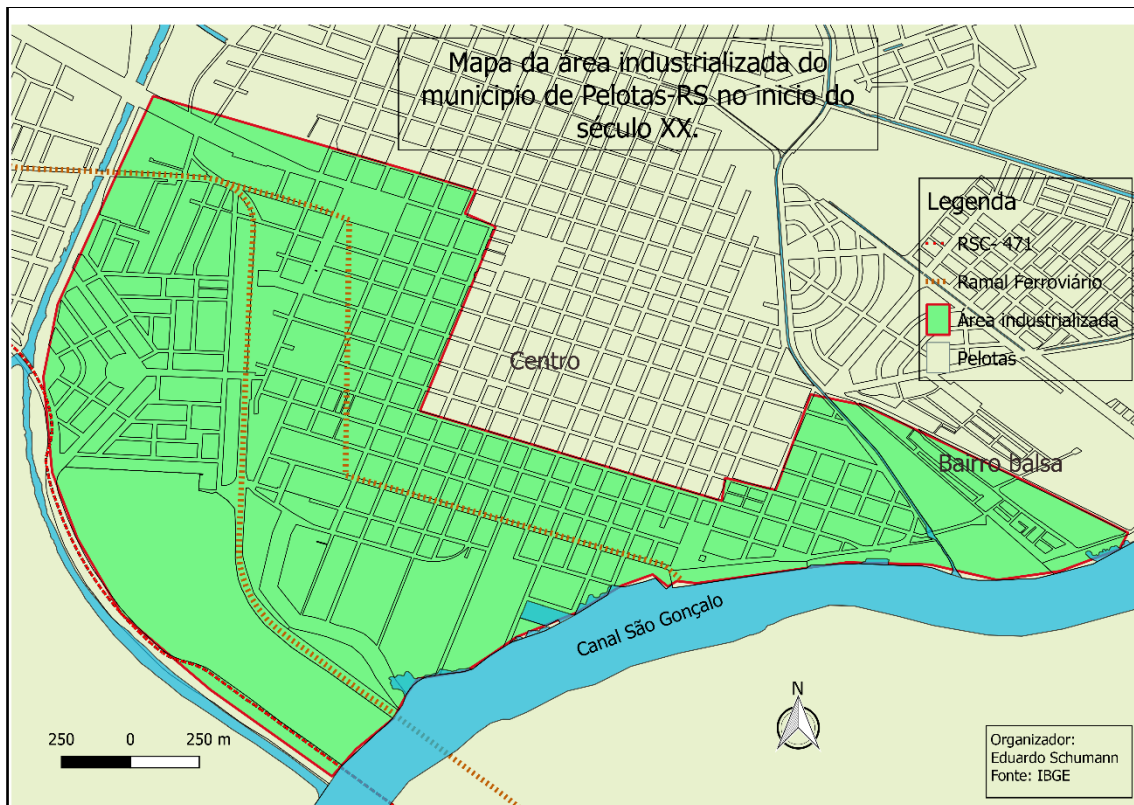 Mapa da área industrializada do
municipio de Pelotas-RS no inicio do
século XX.
Legenda
RSC- 471
Ramal Ferroviário
Área industrializada
Pelotas
Centro
Bairro balsa
Canal São Gonçalo
N
250 0 250 m
Organizador:
Eduardo Schumann
Fonte: IBGE